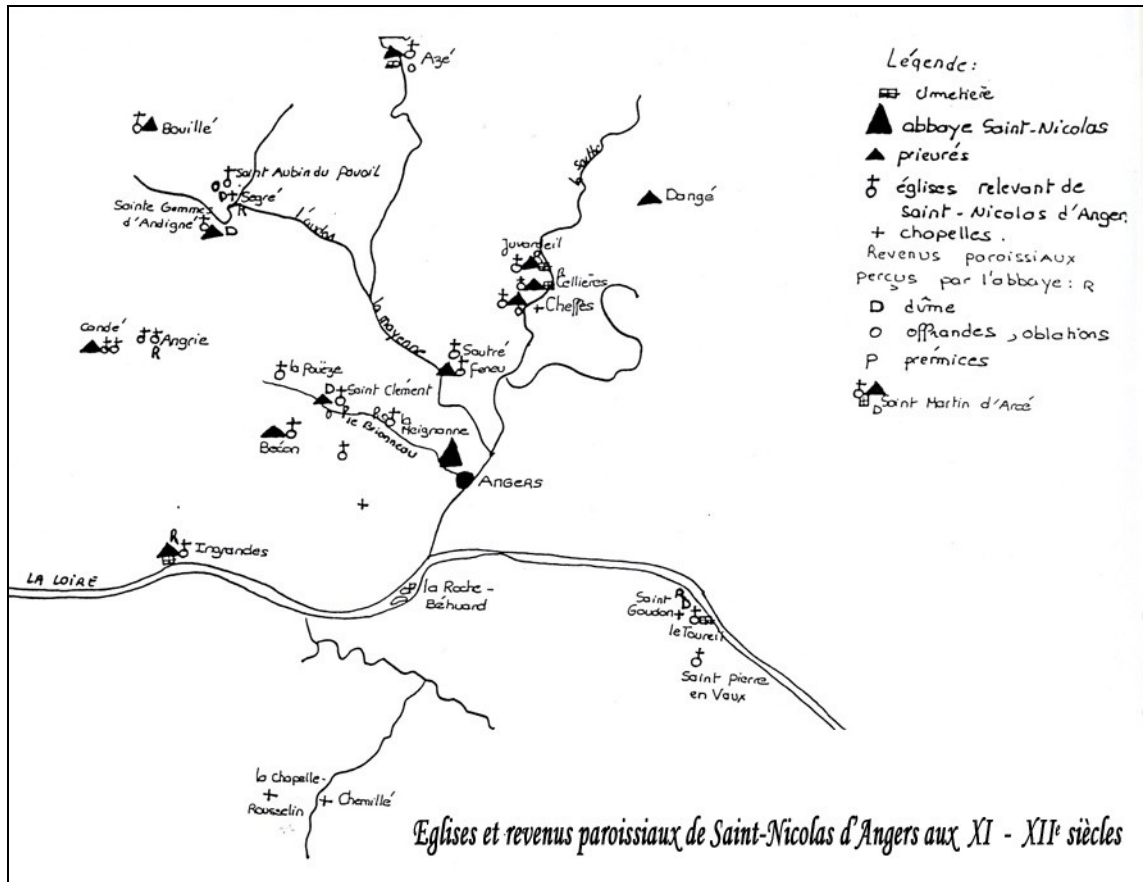 Azé
Bouillé
Saint Aubin du Pavoil
D
Segré
R
Sainte Gemmes
d'Andigné
D
l'oudon
la Sarthe
Dangé
Juvardeil
P
Cellières
Cheffes
la Mayenne
Candé
Angrie
R
Sautré
feneu
la Pouëze
D
Saint Clément
P
le Brionneau
R
la
Meignanne
Bécon
ANGERS
R
Ingrandes
LA LOIRE
P
la Roche-
Béhuard
Saint
Goudon
R
D
le Toureil
Saint pierre
en Vaux
la Chapelle-
Rousselin
Chemillé
Légende:
cimetière
abbaye Saint-Nicolas
prieurés
églises relevant de
Saint-Nicolas d'Anger.
chapelles.
Revenus paroissiaux
perçus par l'abbaye: R
D dûme
O offrandes, oblations
P prémices
D Saint Martin d'Arcé
Eglises et revenus paroissiaux de Saint-Nicolas d'Angers aux XI - XIIe siècles